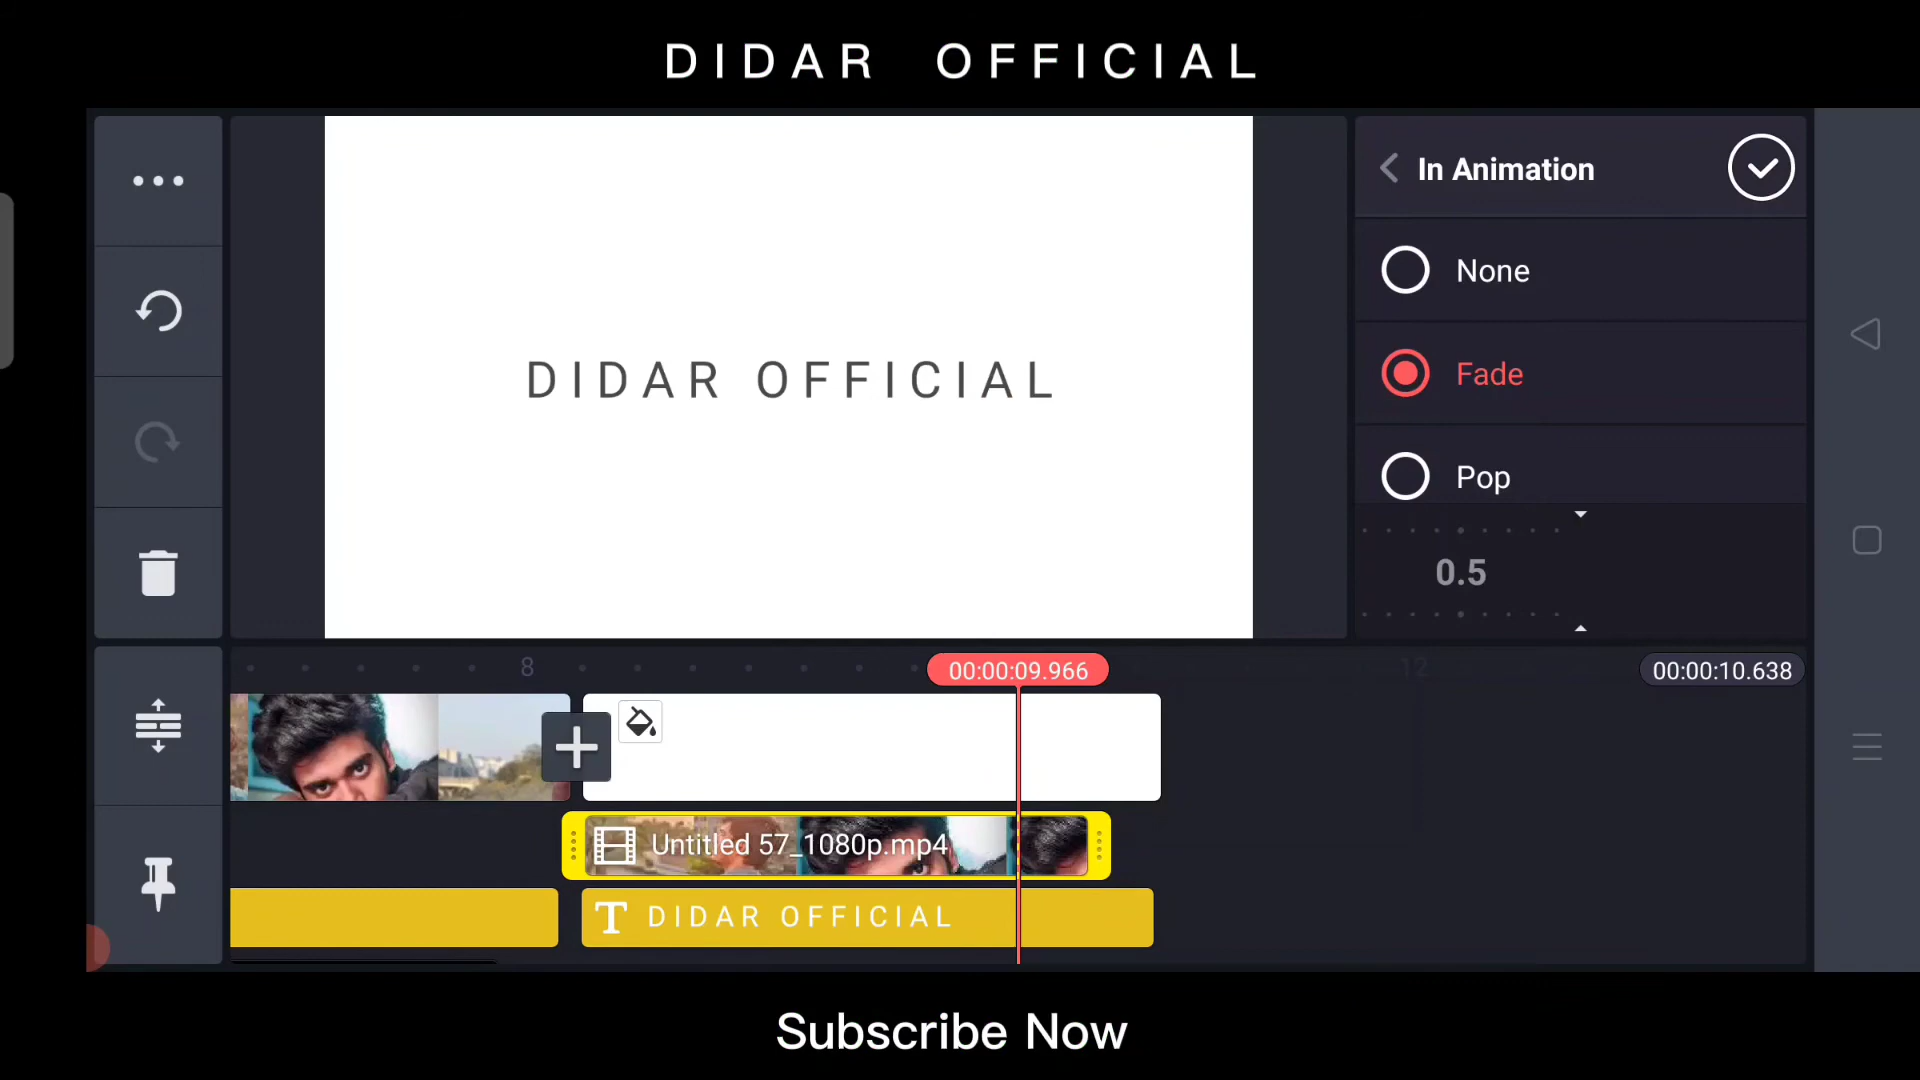 DIDAR OFFICIAL
In Animation
None
DIDAR OFFICIAL
Fade
Pop
0.5
8
00:00:09.966
12
00:00:10.638
Untitled 57_1080p.mp4
T DIDAR OFFICIAL
Subscribe Now